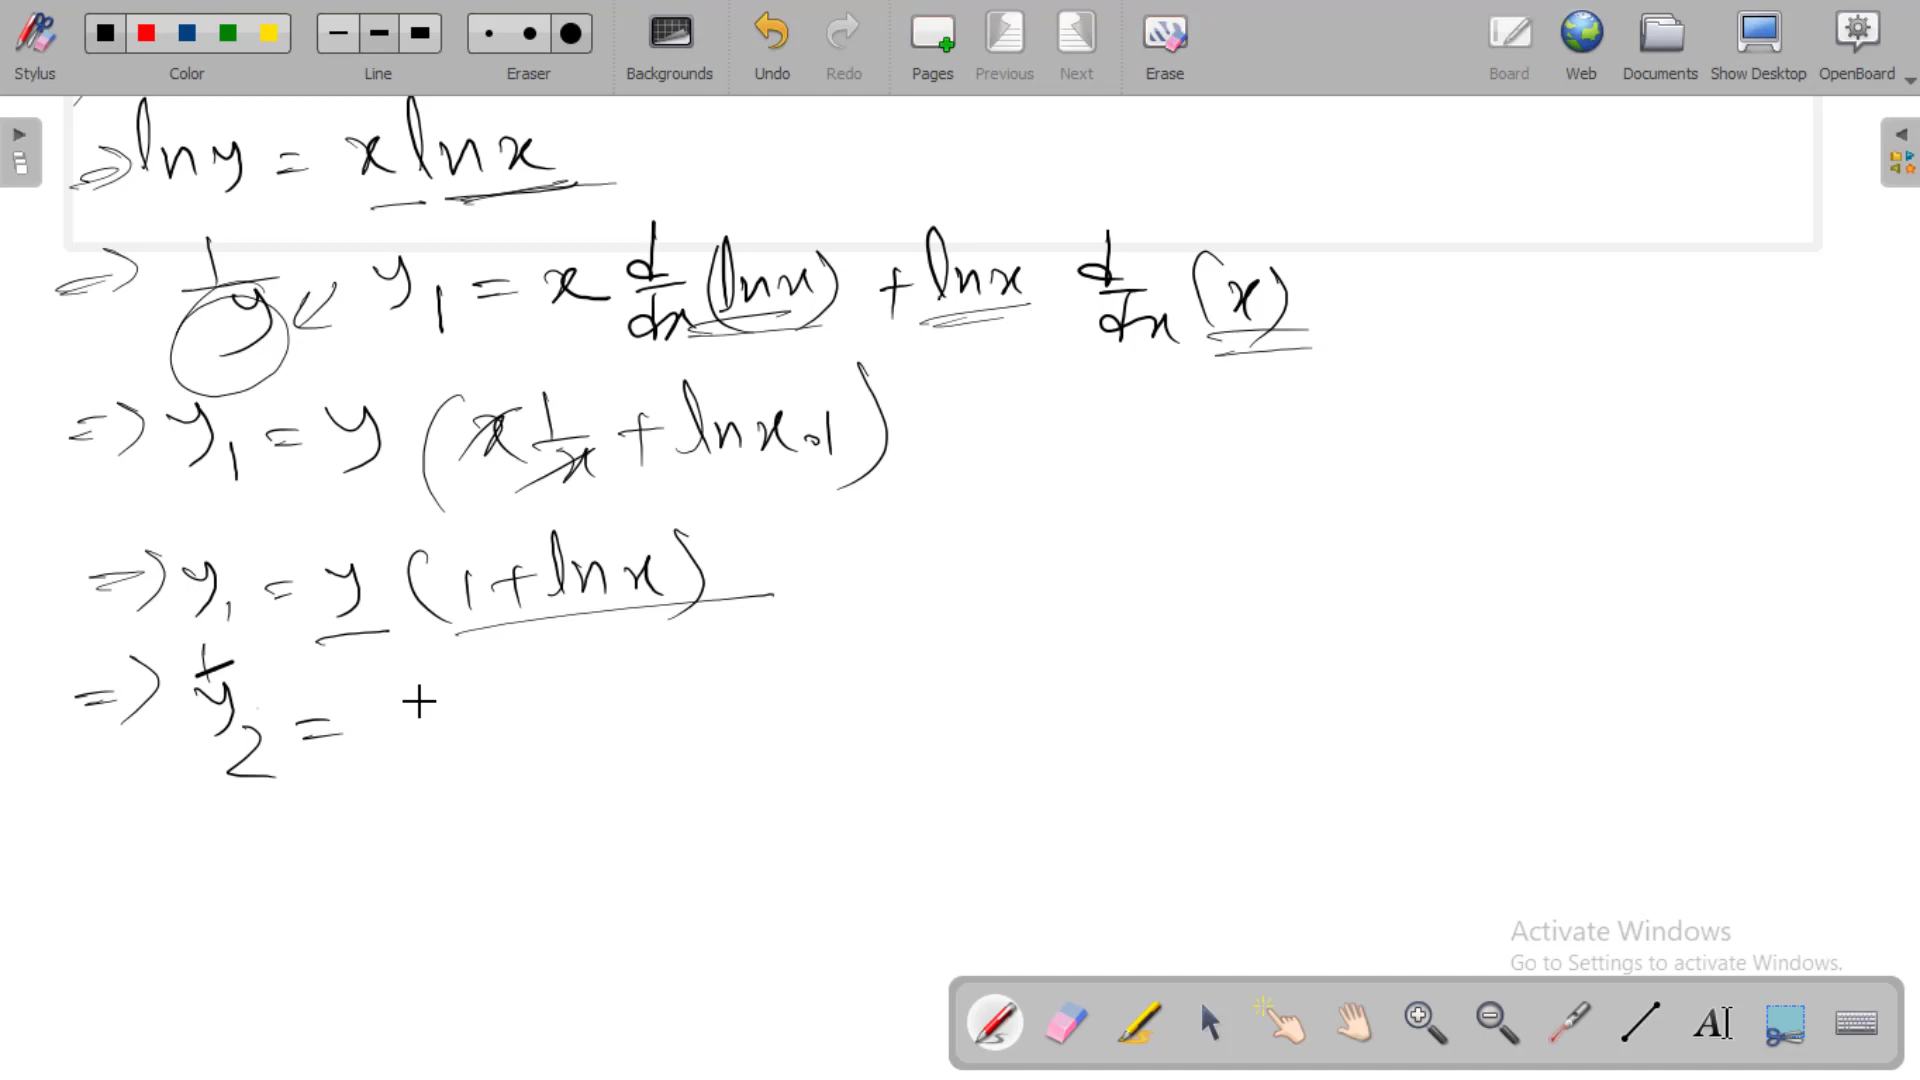 Stylus Color Line Eraser Backgrounds Undo Redo Pages Previous Next Erase Board Web Documents Show Desktop OpenBoard
⇒ ln y = x ln x
⇒ 1/y y₁ = x d/dx (ln x) + ln x d/dx (x)
⇒ y₁ = y (x 1/x + ln x . 1)
⇒ y₁ = y (1 + ln x)
⇒ y₂ =
Activate Windows
Go to Settings to activate Windows.
AI